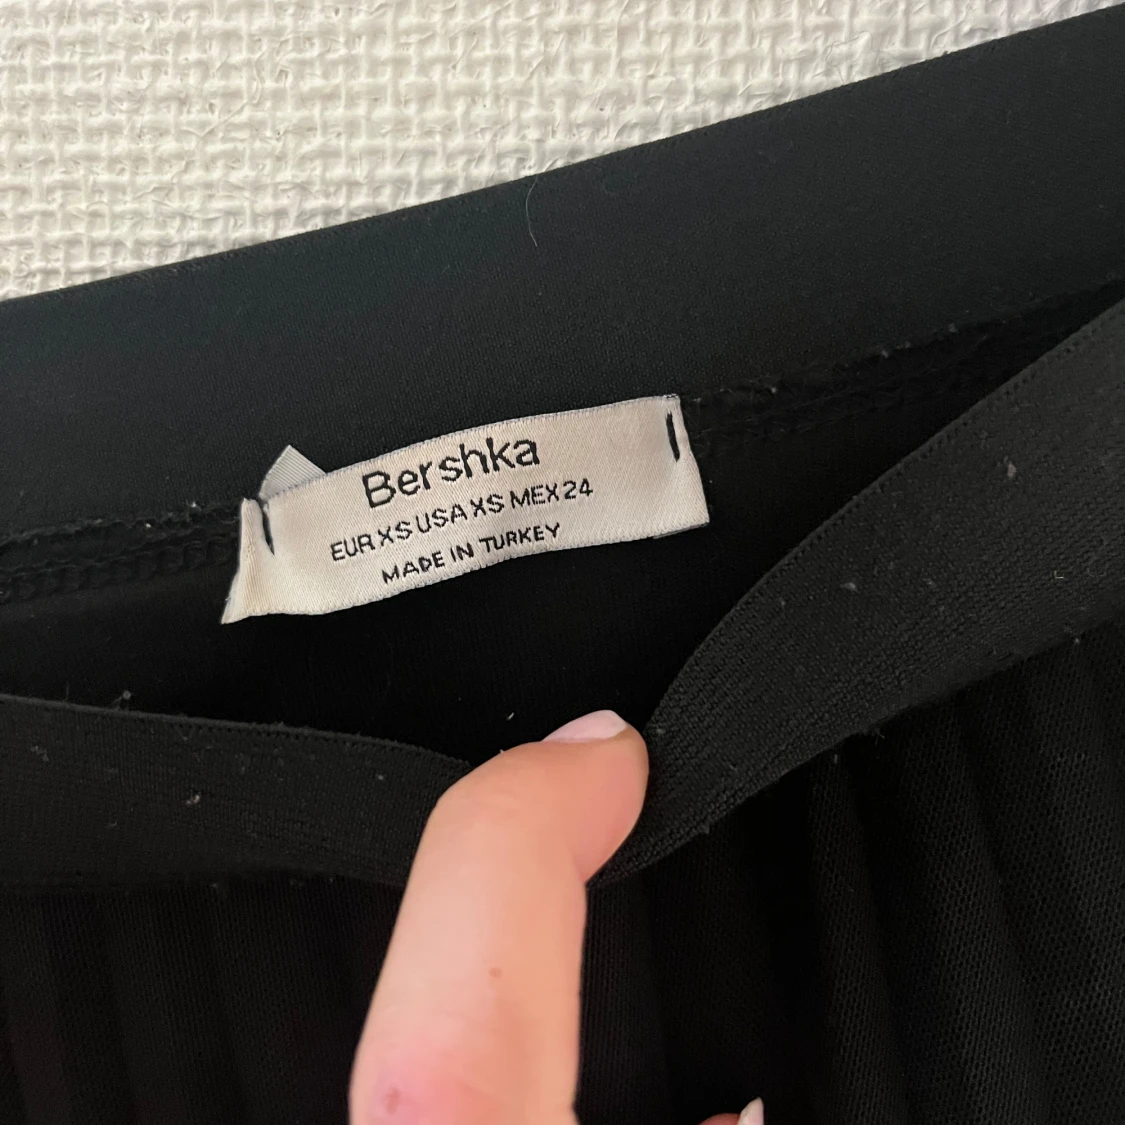 Bershka
EUR XS USA XS MEX 24
MADE IN TURKEY